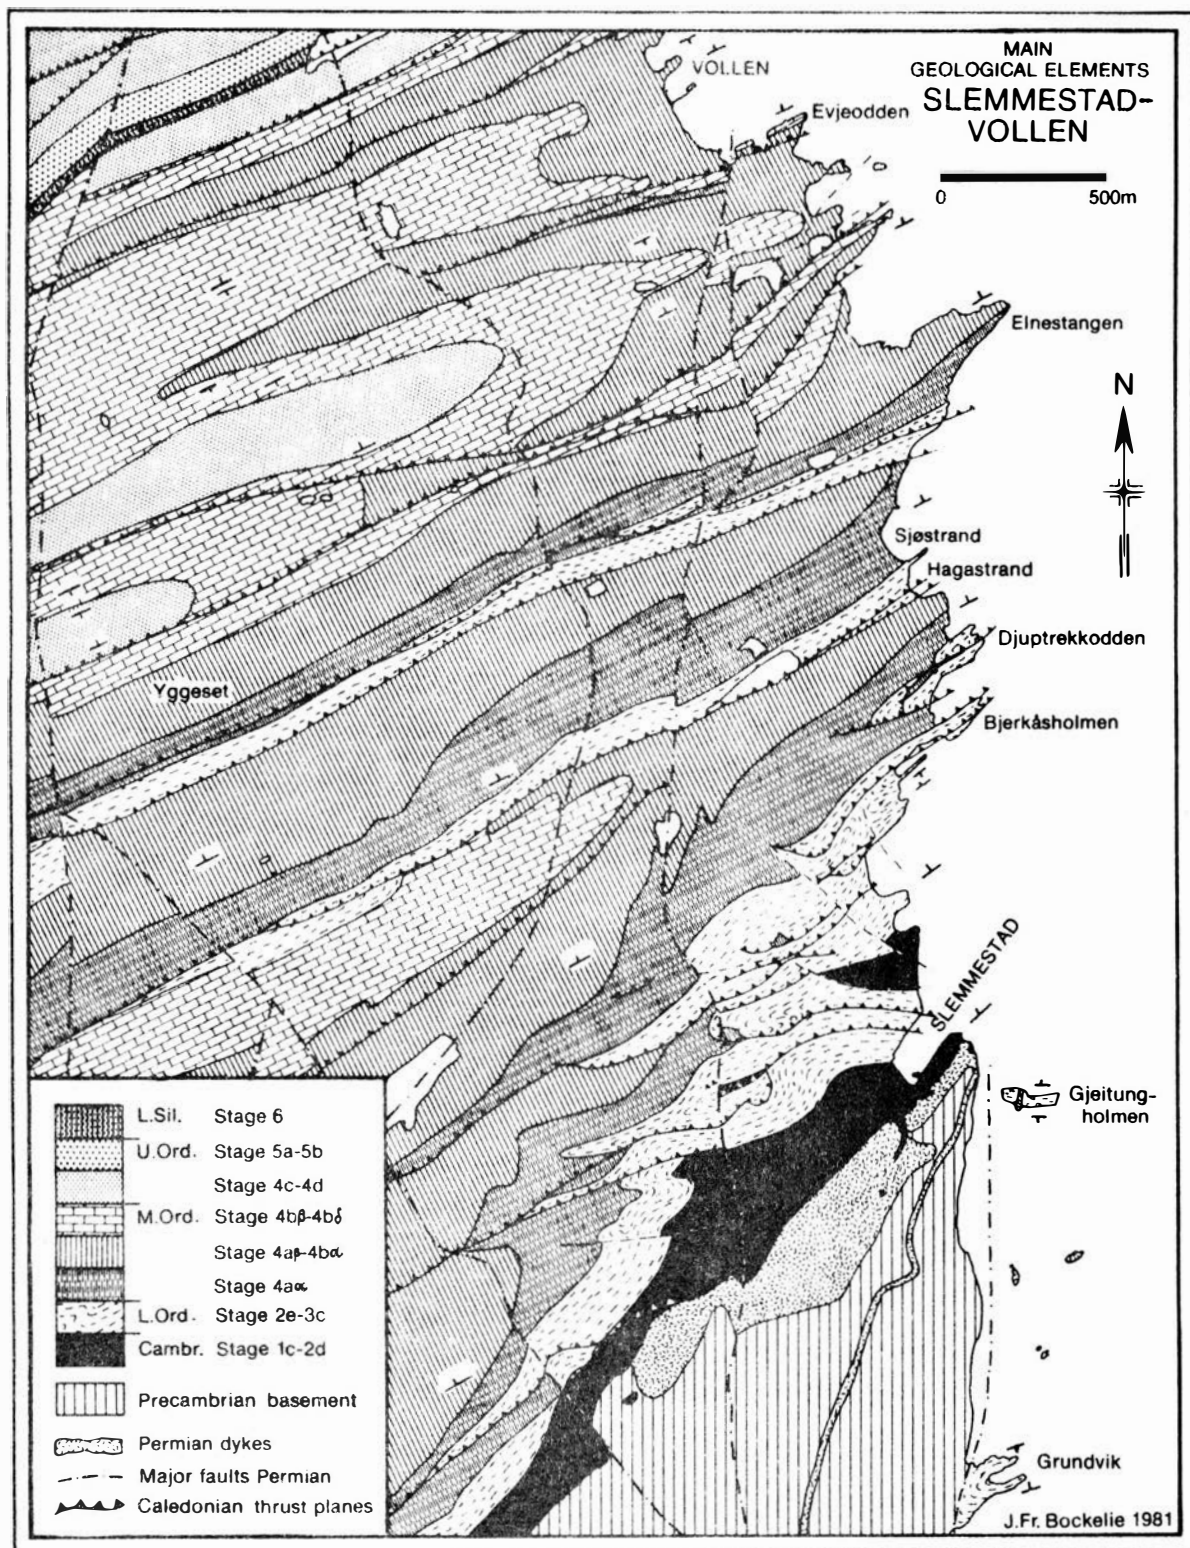 MAIN
GEOLOGICAL ELEMENTS
SLEMMESTAD-
VOLLEN
0 500m
VOLLEN
Evjeodden
Elnestangen
N
Sjøstrand
Hagastrand
Djuptrekkodden
Yggeset
Bjerkåsholmen
SLEMMESTAD
Gjeitung-
holmen
L.Sil. Stage 6
U.Ord. Stage 5a-5b
Stage 4c-4d
M.Ord. Stage 4bβ-4bδ
Stage 4aβ-4bα
Stage 4aα
L.Ord. Stage 2e-3c
Cambr. Stage 1c-2d
Precambrian basement
Permian dykes
Major faults Permian
Caledonian thrust planes
Grundvik
J.Fr. Bockelie 1981